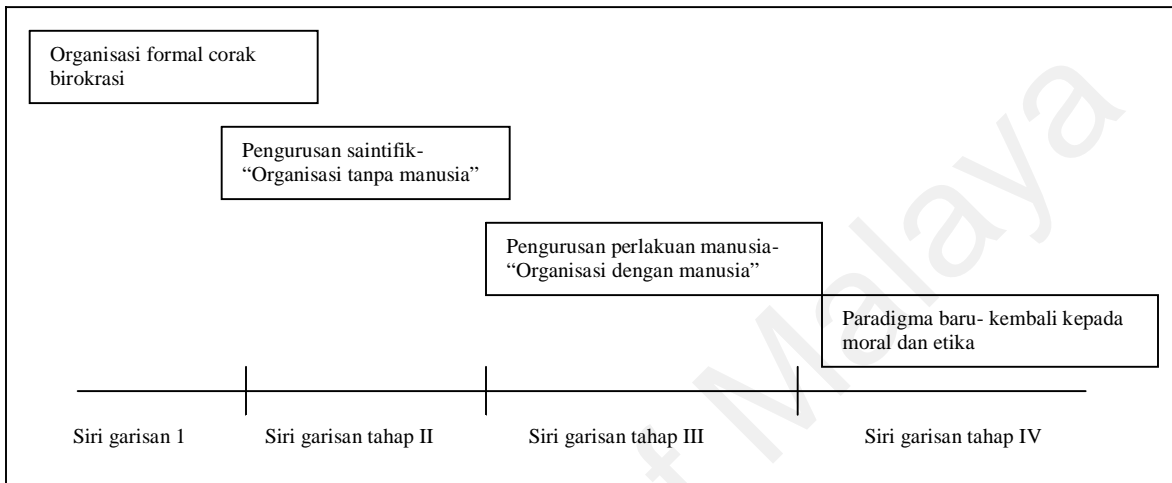 Organisasi formal corak
birokrasi
Pengurusan saintifik-
“Organisasi tanpa manusia”
Pengurusan perlakuan manusia-
“Organisasi dengan manusia”
Paradigma baru- kembali kepada
moral dan etika
Siri garisan 1
Siri garisan tahap II
Siri garisan tahap III
Siri garisan tahap IV
f Malaya